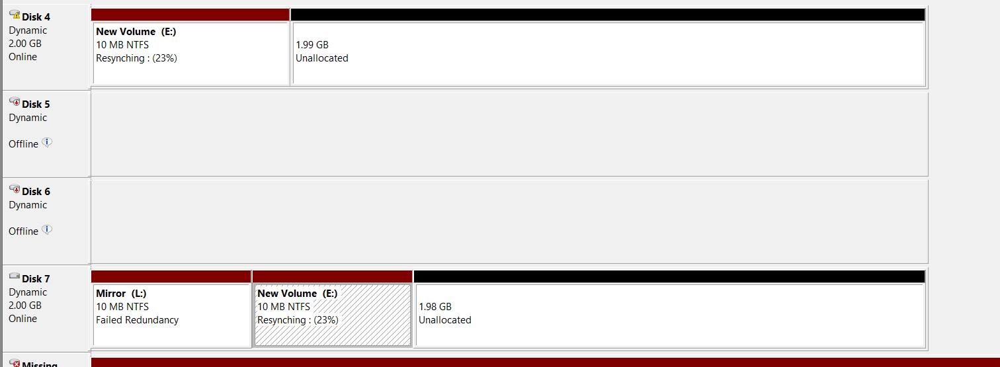 Disk 4
Dynamic
2.00 GB
Online
New Volume (E:)
10 MB NTFS
Resynching : (23%)
1.99 GB
Unallocated
Disk 5
Dynamic
Offline
Disk 6
Dynamic
Offline
Disk 7
Dynamic
2.00 GB
Online
Mirror (L:)
10 MB NTFS
Failed Redundancy
New Volume (E:)
10 MB NTFS
Resynching : (23%)
1.98 GB
Unallocated
Missing